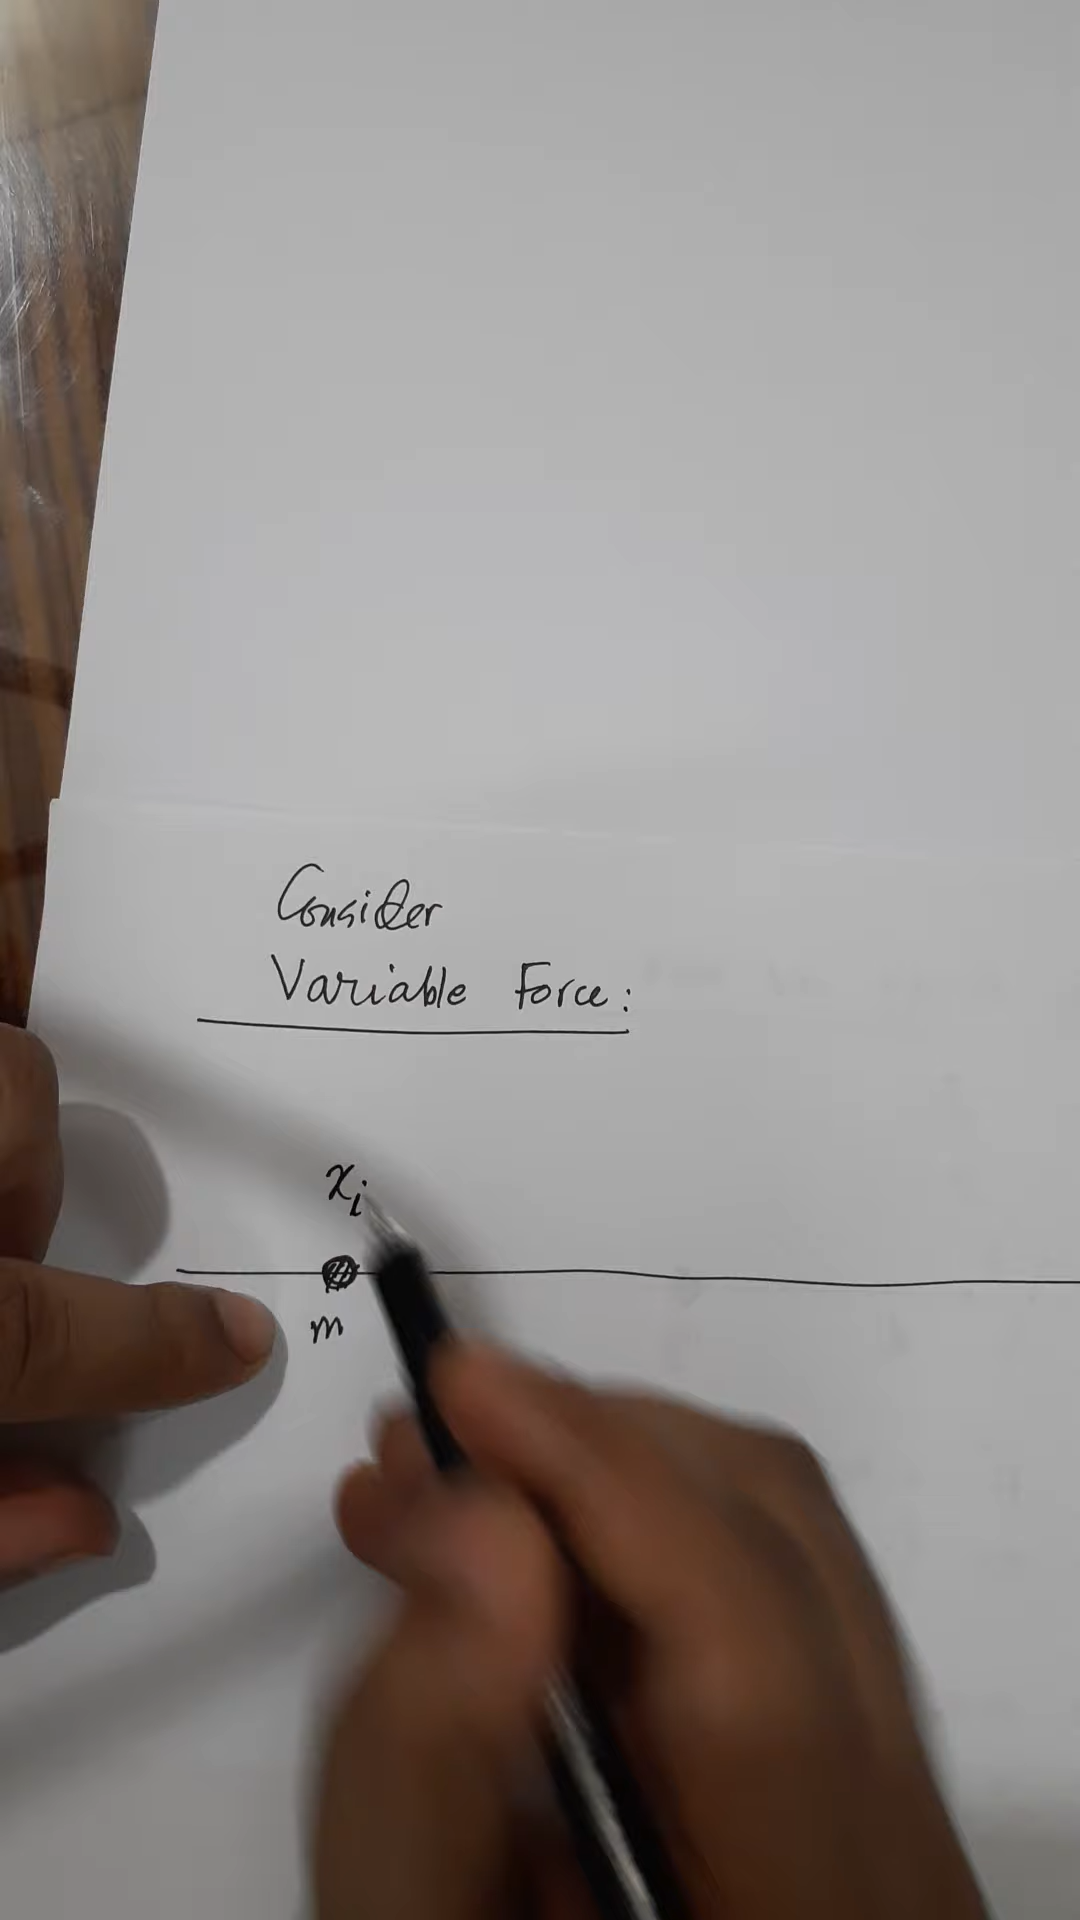 Consider
Variable Force:
xᵢ
m